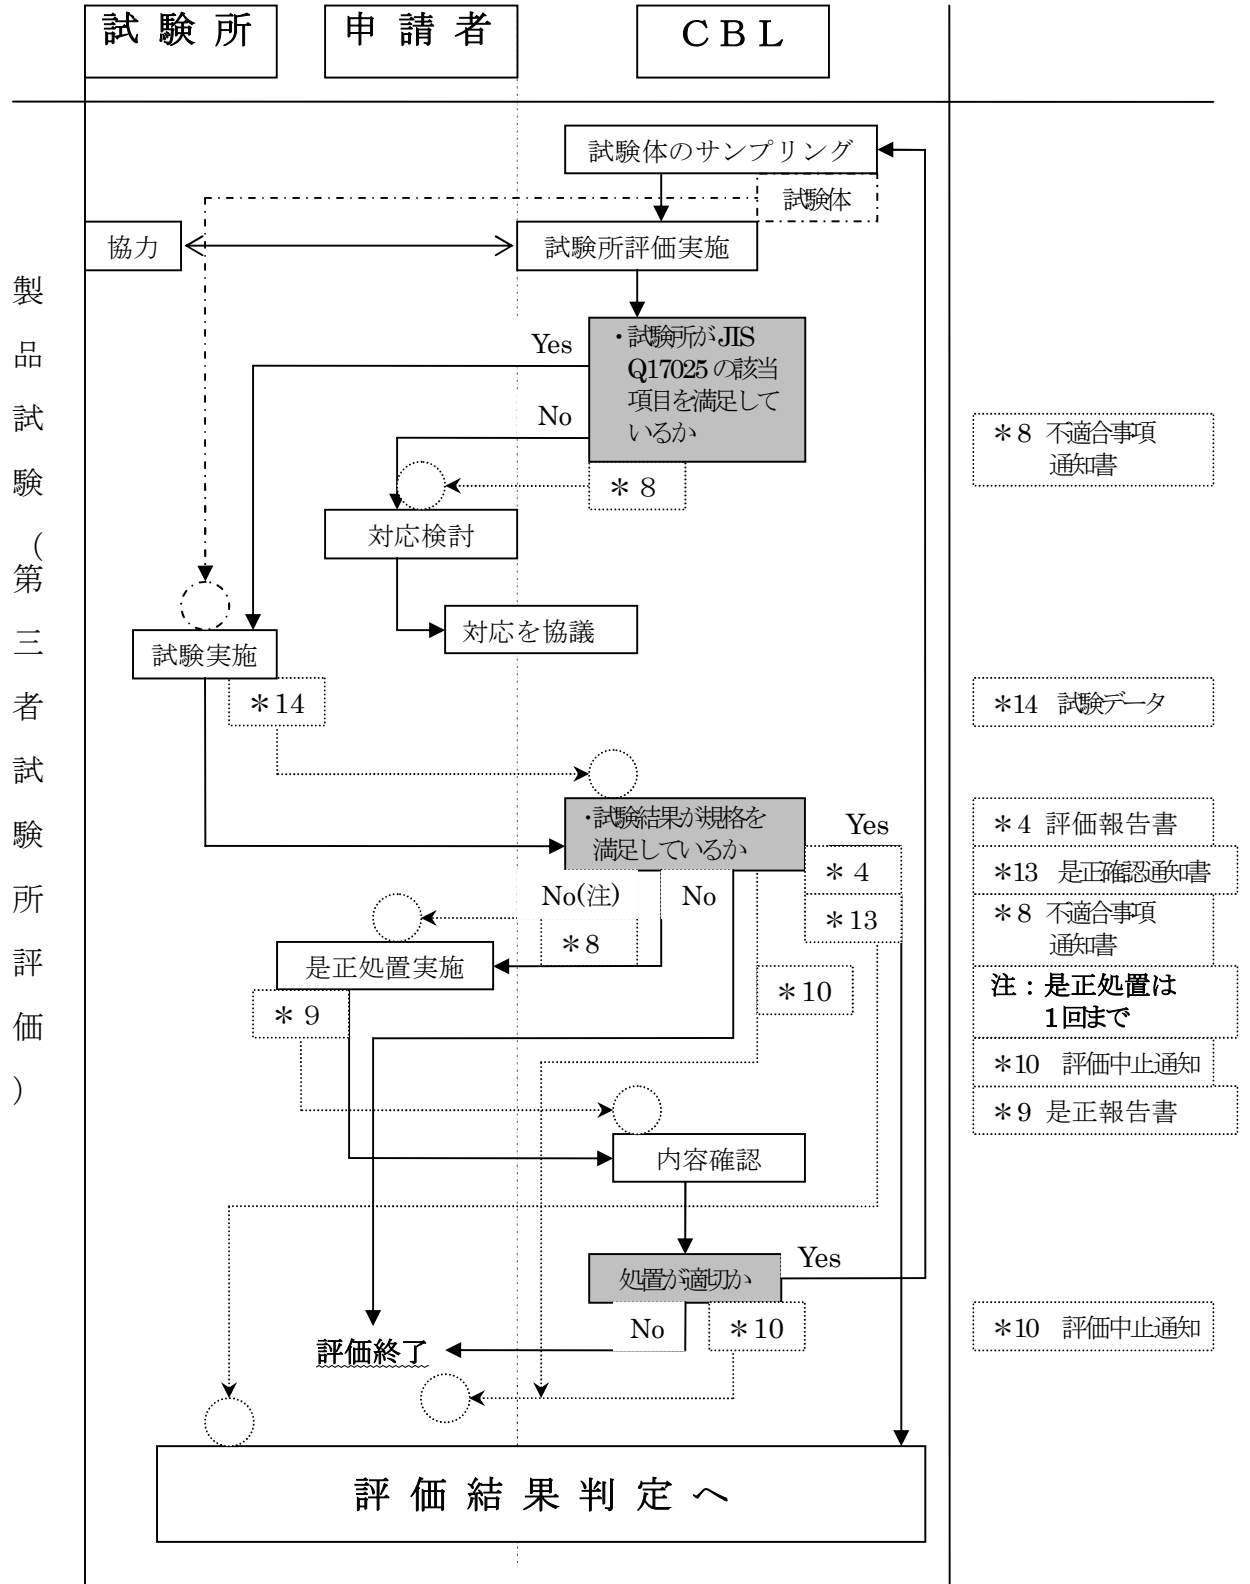 試験所
申請者
CBL
試験体のサンプリング
試験体
協力
試験所評価実施
製品試験(第三者試験所評価)
Yes
・試験所が JIS
Q17025 の該当
項目を満足して
いるか
No
*8 不適合事項
通知書
*8
対応検討
対応を協議
試験実施
*14
*14 試験データ
・試験結果が規格を
満足しているか
Yes
*4 評価報告書
*4
*13 是正確認通知書
No(注)
No
*13
*8 不適合事項
通知書
*8
是正処置実施
*10
注:是正処置は
1回まで
*9
*10 評価中止通知
*9 是正報告書
内容確認
処置が適切か
Yes
No
*10
*10 評価中止通知
評価終了
評価結果判定へ